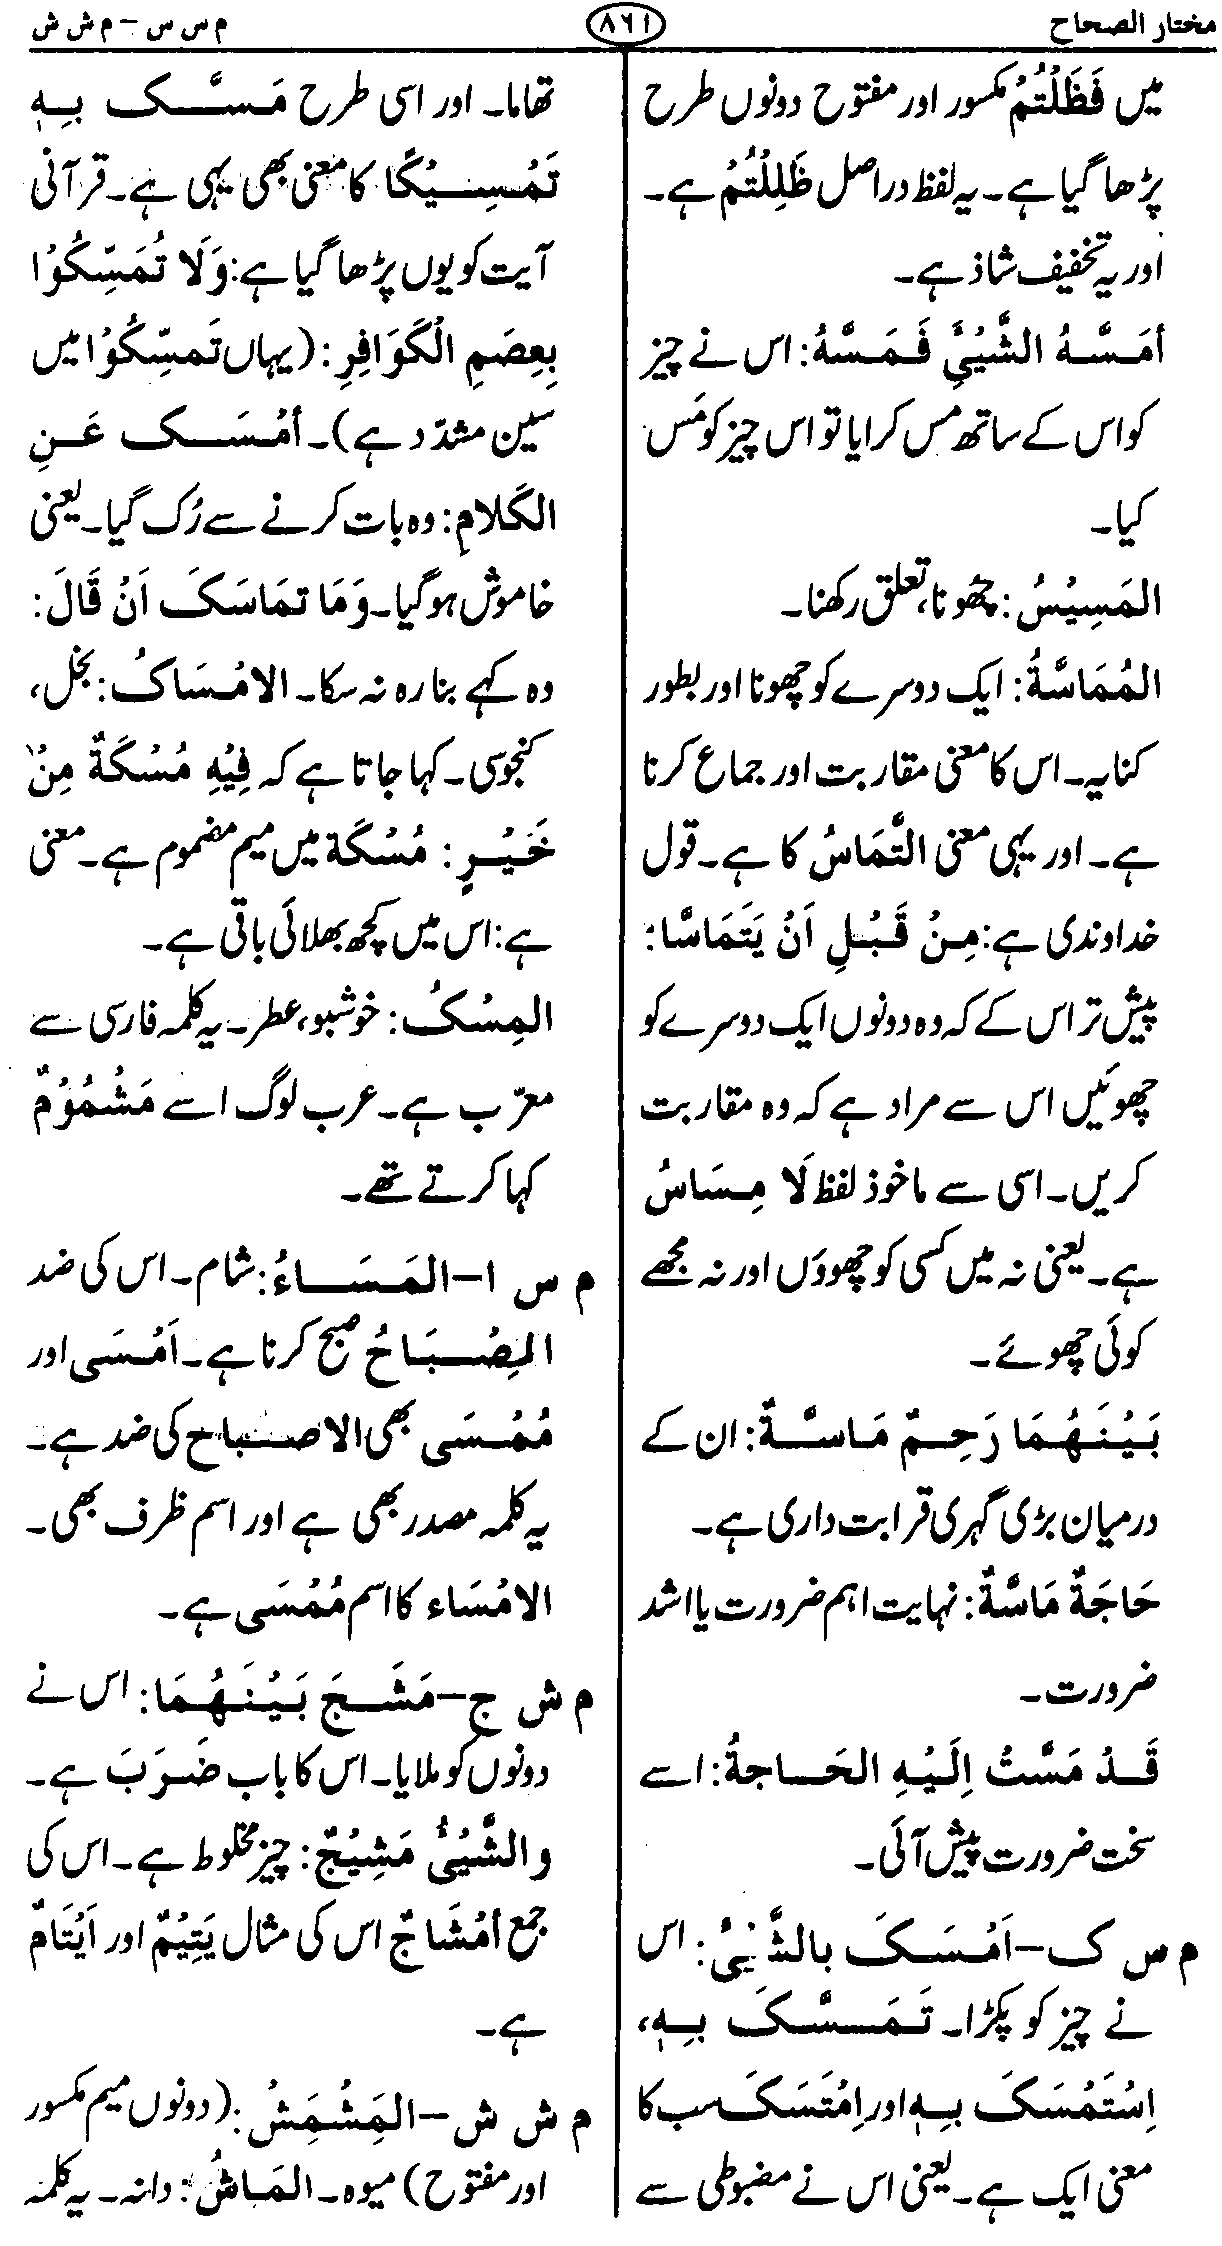 مختار الصحاح
۸۶۱
م س س – م ش ش
میں فَظَلْتُمْ مکسور اور مفتوح دونوں طرح
پڑھا گیا ہے۔ یہ لفظ دراصل ظَلِلْتُمْ ہے۔
اور یہ تخفیف شاذ ہے۔
أمَسَّهُ الشَّيْئَ فَمَسَّهُ: اس نے چیز
کو اس کے ساتھ مس کرایا تو اس چیز کو مَس
کیا۔
المَسِيْسُ: چھونا، تعلق رکھنا۔
المُمَاسَّةُ: ایک دوسرے کو چھونا اور بطور
کنایہ۔ اس کا معنی مقاربت اور جماع کرنا
ہے۔ اور یہی معنی التَّمَاسُ کا ہے۔ قول
خداوندی ہے: مِنْ قَبْلِ اَنْ يَتَمَاسَّا:
پیش تر اس کے کہ وہ دونوں ایک دوسرے کو
چھوئیں اس سے مراد ہے کہ وہ مقاربت
کریں۔ اسی سے ماخوذ لفظ لَا مِسَاسُ
ہے۔ یعنی نہ میں کسی کو چھووَں اور نہ مجھے
کوئی چھوئے۔
بَيْنَهُمَا رَحِمٌ مَاسَّةٌ: ان کے
درمیان بڑی گہری قرابت داری ہے۔
حَاجَةٌ مَاسَّةٌ: نہایت اہم ضرورت یا اشد
ضرورت۔
قَدْ مَسَّتْ اِلَيْهِ الحَاجةُ: اسے
سخت ضرورت پیش آئی۔
م س ک – اَمْسَکَ بالشَّيْئِ: اس
نے چیز کو پکڑا۔ تَمَسَّکَ بِهٖ،
اِسْتَمْسَکَ بِهٖ اور اِمْتَسَکَ سب کا
معنی ایک ہے۔ یعنی اس نے مضبوطی سے
تھاما۔ اور اسی طرح مَسَّک بِهٖ
تَمْسِيْکًا کا معنی بھی یہی ہے۔ قرآنی
آیت کو یوں پڑھا گیا ہے: وَلَا تُمَسِّکُوْا
بِعِصَمِ الْکَوَافِرِ: (یہاں تَمسِّکُوْا میں
سین مشدّد ہے)۔ أمْسَک عَنِ
الکَلامِ: وہ بات کرنے سے رُک گیا۔ یعنی
خاموش ہوگیا۔ وَمَا تمَاسَکَ اَنْ قَالَ:
وہ کہے بنا رہ نہ سکا۔ الامْسَاکُ: بخل،
کنجوسی۔ کہا جاتا ہے کہ فِيْهِ مُسْکَةٌ مِنْ
خَيْرٍ: مُسْکَة میں میم مضموم ہے۔ معنی
ہے: اس میں کچھ بھلائی باقی ہے۔
المِسْکُ: خوشبو، عطر۔ یہ کلمہ فارسی سے
معرّب ہے۔ عرب لوگ اسے مَشْمُوْمٌ
کہا کرتے تھے۔
م س ا – المَسَاءُ: شام۔ اس کی ضد
المِصْبَاحُ صبح کرنا ہے۔ اَمْسَی اور
مُمْسَی بھی الاصباح کی ضد ہے۔
یہ کلمہ مصدر بھی ہے اور اسم ظرف بھی۔
الامْسَاء کا اسم مُمْسَی ہے۔
م ش ج – مَشَجَ بَيْنَهُمَا: اس نے
دونوں کو ملایا۔ اس کا باب ضَرَبَ ہے۔
والشَّيْئُ مَشِيْجٌ: چیز مخلوط ہے۔ اس کی
جمع أمْشَاجٌ اس کی مثال يَتِيْمٌ اور اَيْتَامٌ
ہے۔
م ش ش – المِشْمِشُ: (دونوں میم مکسور
اور مفتوح) میوہ۔ المَاشُ: دانہ۔ یہ کلمہ